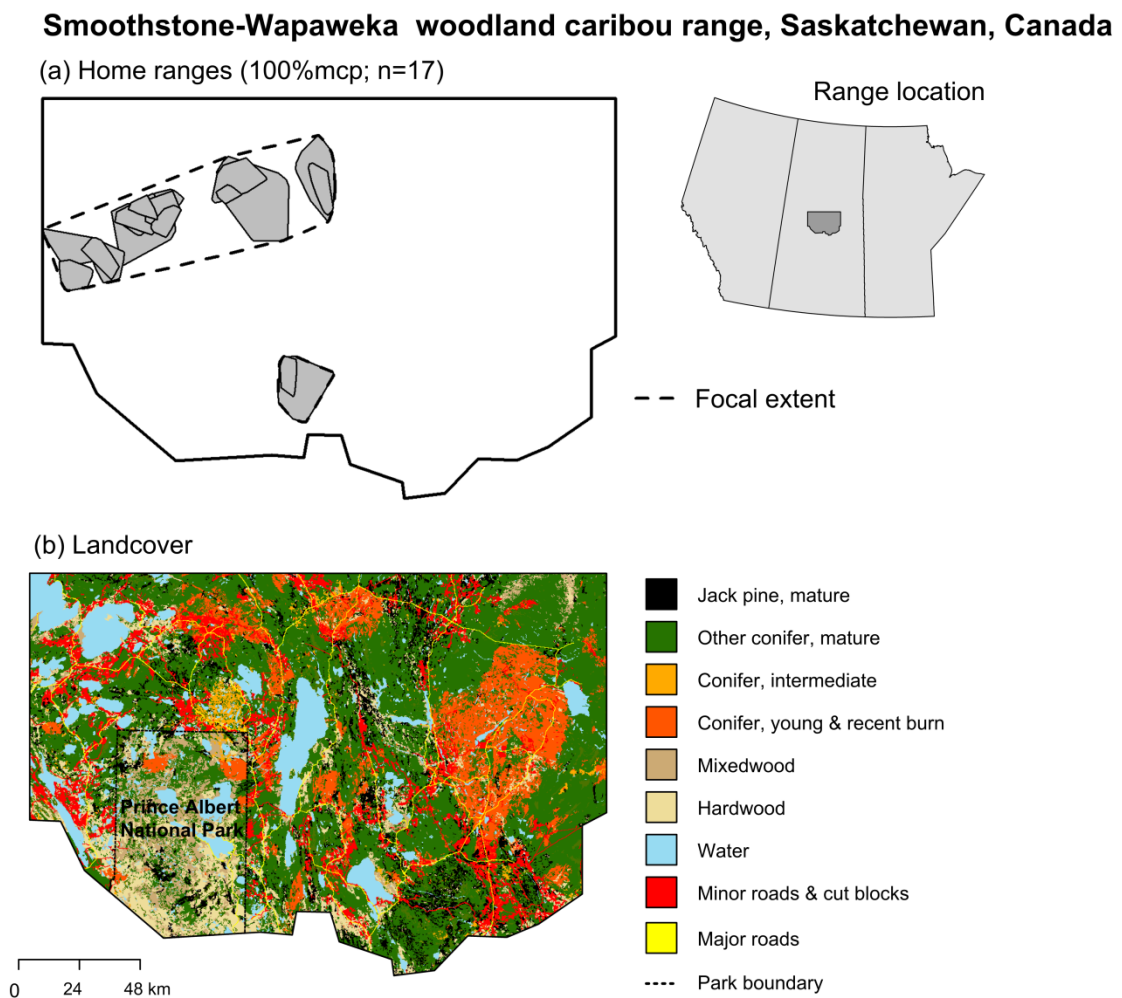 Smoothstone-Wapaweka woodland caribou range, Saskatchewan, Canada
(a) Home ranges (100%mcp; n=17)
Range location
Focal extent
(b) Landcover
Prince Albert
National Park
Jack pine, mature
Other conifer, mature
Conifer, intermediate
Conifer, young & recent burn
Mixedwood
Hardwood
Water
Minor roads & cut blocks
Major roads
Park boundary
0 24 48 km